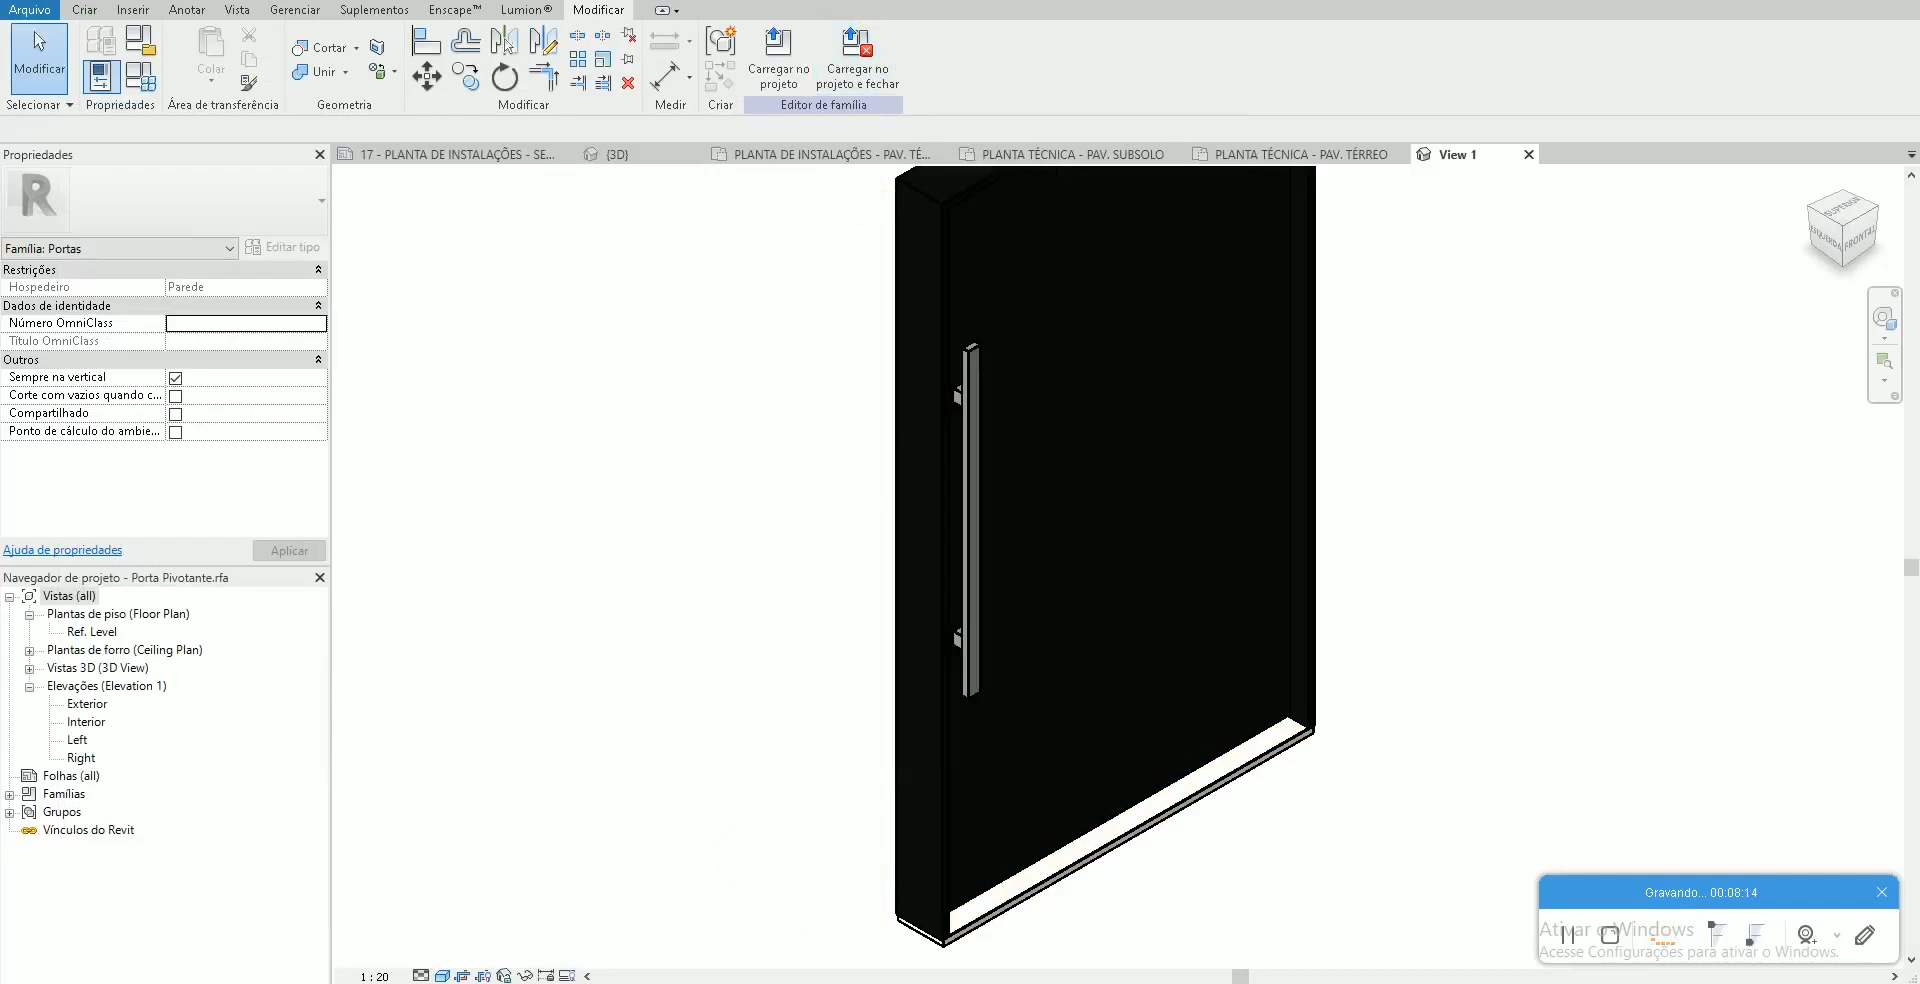 Arquivo Criar Inserir Anotar Vista Gerenciar Suplementos Enscape™ Lumion® Modificar
Modificar
Colar
Cortar
Unir
Carregar no projeto
Carregar no projeto e fechar
Selecionar Propriedades Área de transferência Geometria Modificar Medir Criar Editor de família
Propriedades
17 - PLANTA DE INSTALAÇÕES - SE... {3D} PLANTA DE INSTALAÇÕES - PAV. TÉ... PLANTA TÉCNICA - PAV. SUBSOLO PLANTA TÉCNICA - PAV. TÉRREO View 1
R
Família: Portas Editar tipo
Restrições
Hospedeiro Parede
Dados de identidade
Número OmniClass
Título OmniClass
Outros
Sempre na vertical
Corte com vazios quando c...
Compartilhado
Ponto de cálculo do ambie...
Ajuda de propriedades Aplicar
Navegador de projeto - Porta Pivotante.rfa
Vistas (all)
Plantas de piso (Floor Plan)
Ref. Level
Plantas de forro (Ceiling Plan)
Vistas 3D (3D View)
Elevações (Elevation 1)
Exterior
Interior
Left
Right
Folhas (all)
Famílias
Grupos
Vínculos do Revit
SUPERIOR
ESQUERDA FRONTAL
Gravando... 00:08:14
Ativar o Windows
Acesse Configurações para ativar o Windows.
1 : 20